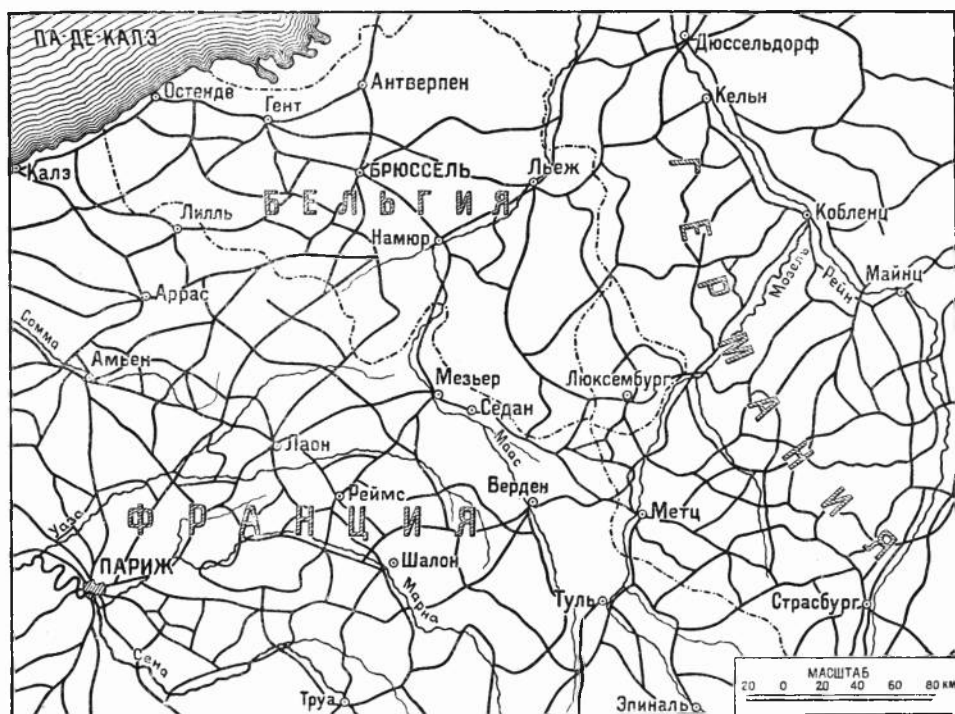 ПА-ДЕ-КАЛЭ
Дюссельдорф
Остенде
Антверпен
Гент
Кельн
Калэ
БРЮССЕЛЬ
Льеж
БЕЛЬГИЯ
ГЕРМАНИЯ
Лилль
Намюр
Кобленц
Мозель
Рейн
Майнц
Аррас
Сомма
Амьен
Мезьер
Люксембург
Седан
Лаон
Маас
Верден
Реймс
Уаза
ФРАНЦИЯ
Метц
Шалон
ПАРИЖ
Марна
Туль
Страсбург
Сена
Труа
Эпиналь
МАСШТАБ
20 0 20 40 60 80 км